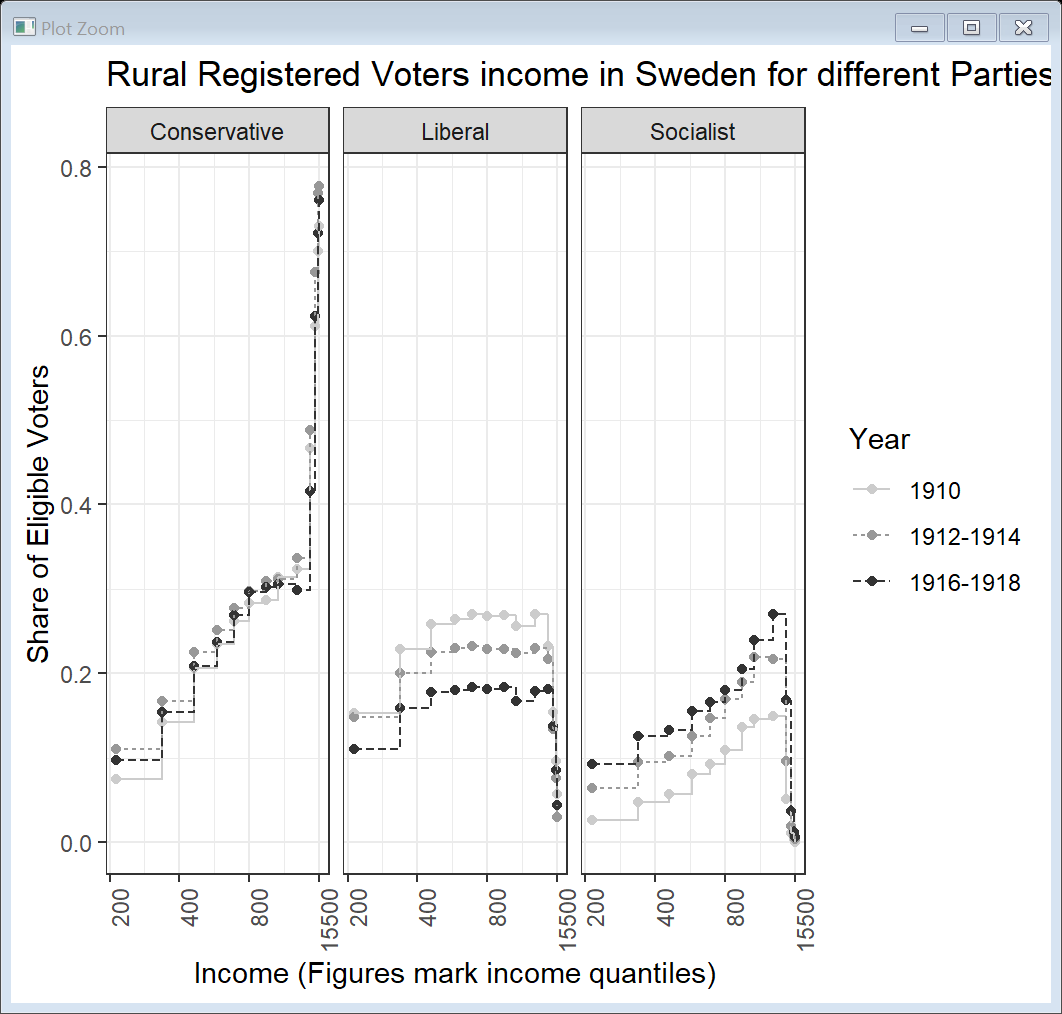 Plot Zoom
Rural Registered Voters income in Sweden for different Parties
Conservative
Liberal
Socialist
Share of Eligible Voters
0.8
0.6
0.4
0.2
0.0
200
400
800
15500
200
400
800
15500
200
400
800
15500
Income (Figures mark income quantiles)
Year
1910
1912-1914
1916-1918